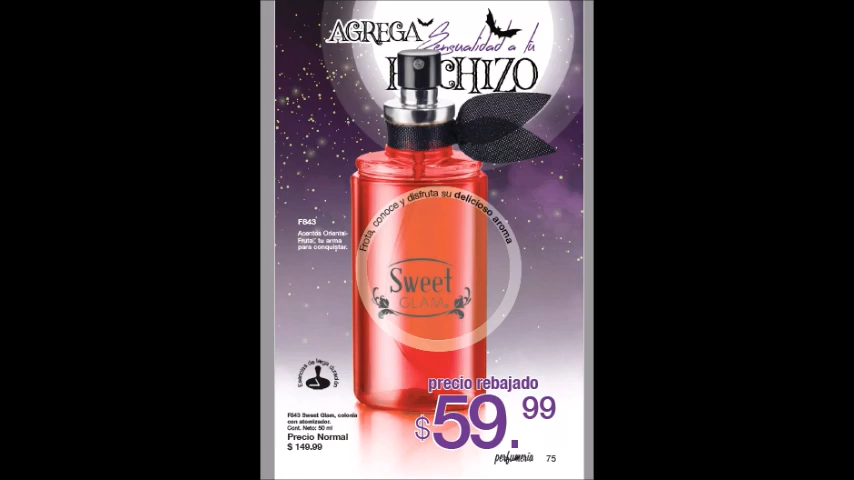 AGREGA Sensualidad a tu
HECHIZO
Frota, conoce y disfruta su delicioso aroma
F843
Acentos Oriental-
Frutal, tu arma
para conquistar.
Sweet
GLAM
Esencias de larga duración
precio rebajado
$59.99
F843 Sweet Glam, colonia
con atomizador.
Cont. Neto: 50 ml
Precio Normal
$ 149.99
perfumería 75